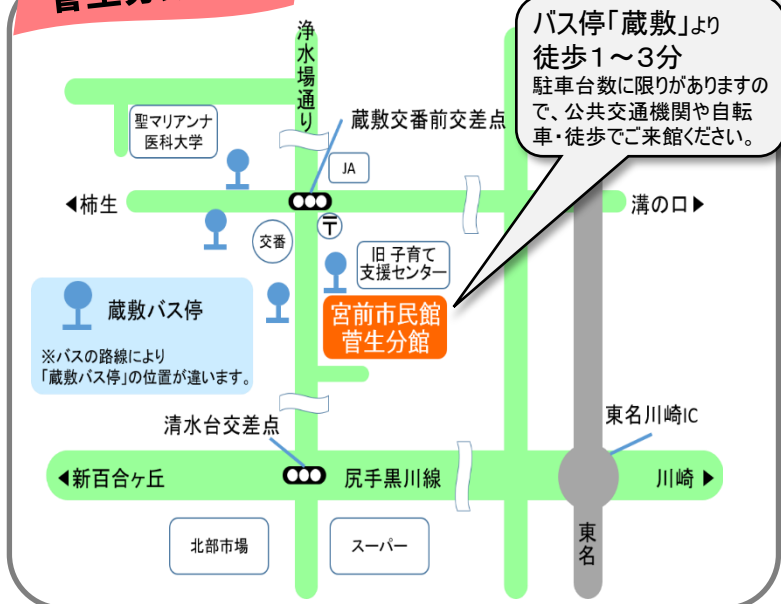 バス停「蔵敷」より
徒歩1～3分
駐車台数に限りがありますの
で、公共交通機関や自転
車・徒歩でご来館ください。
浄水場通り
聖マリアンナ
医科大学
蔵敷交番前交差点
JA
◀柿生
溝の口▶
〒
交番
旧 子育て
支援センター
宮前市民館
菅生分館
蔵敷バス停
※バスの路線により
「蔵敷バス停」の位置が違います。
清水台交差点
東名川崎IC
◀新百合ヶ丘
尻手黒川線
川崎▶
北部市場
スーパー
東名